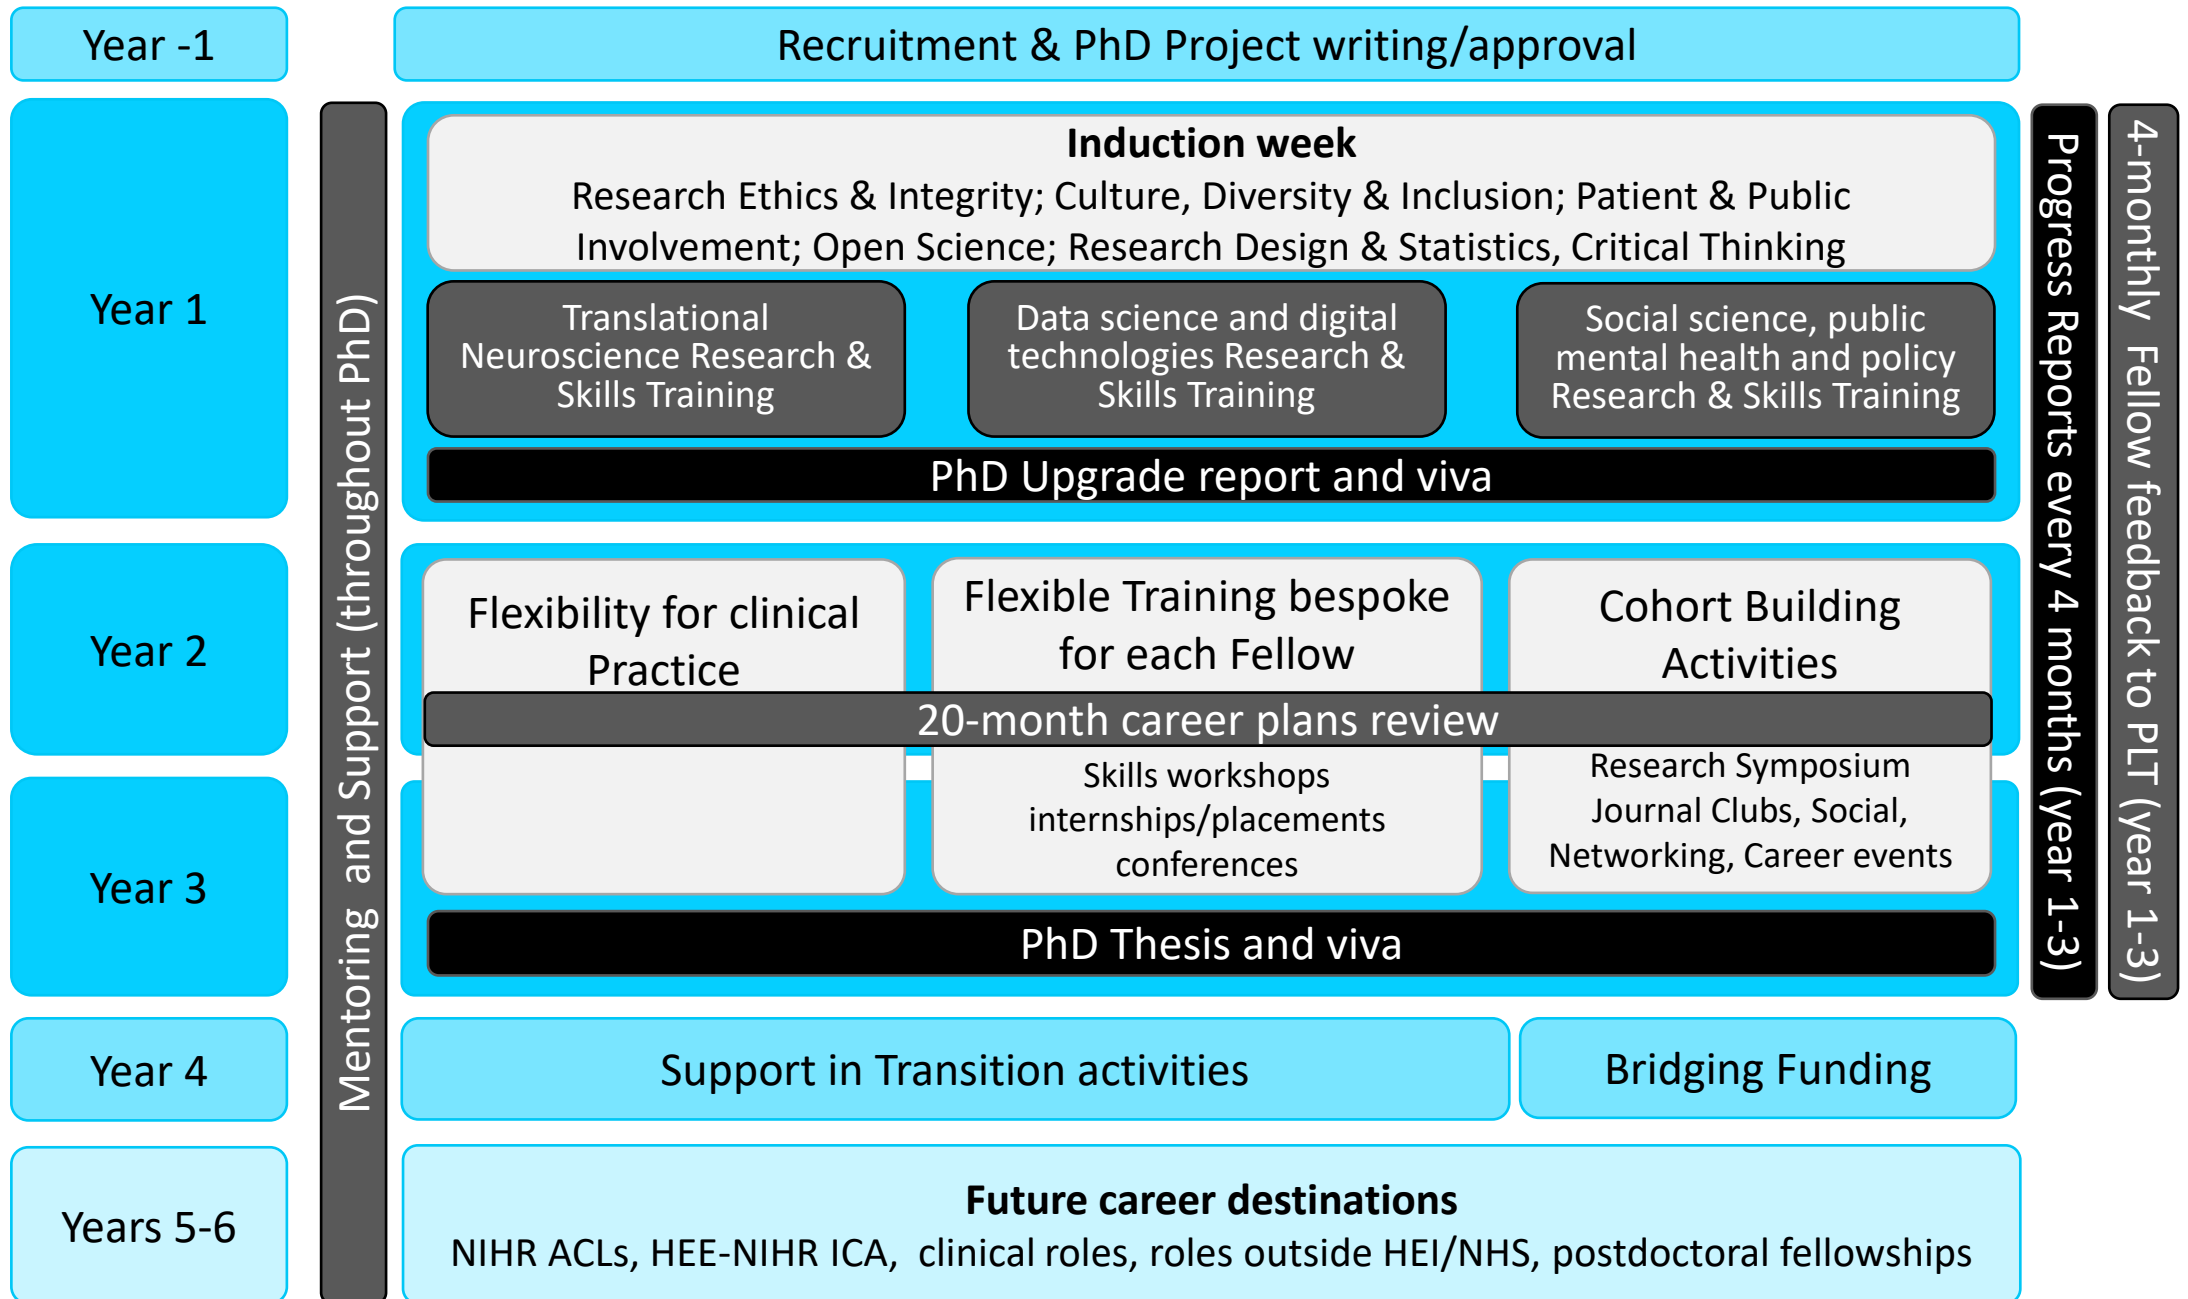 Year -1
Recruitment & PhD Project writing/approval
Year 1
Mentoring and Support (throughout PhD)
Induction week
Research Ethics & Integrity; Culture, Diversity & Inclusion; Patient & Public
Involvement; Open Science; Research Design & Statistics, Critical Thinking
Translational
Neuroscience Research &
Skills Training
Data science and digital
technologies Research &
Skills Training
Social science, public
mental health and policy
Research & Skills Training
PhD Upgrade report and viva
Progress Reports every 4 months (year 1-3)
4-monthly Fellow feedback to PLT (year 1-3)
Year 2
Flexibility for clinical
Practice
Flexible Training bespoke
for each Fellow
Cohort Building
Activities
20-month career plans review
Year 3
Skills workshops
internships/placements
conferences
Research Symposium
Journal Clubs, Social,
Networking, Career events
PhD Thesis and viva
Year 4
Support in Transition activities
Bridging Funding
Years 5-6
Future career destinations
NIHR ACLs, HEE-NIHR ICA, clinical roles, roles outside HEI/NHS, postdoctoral fellowships